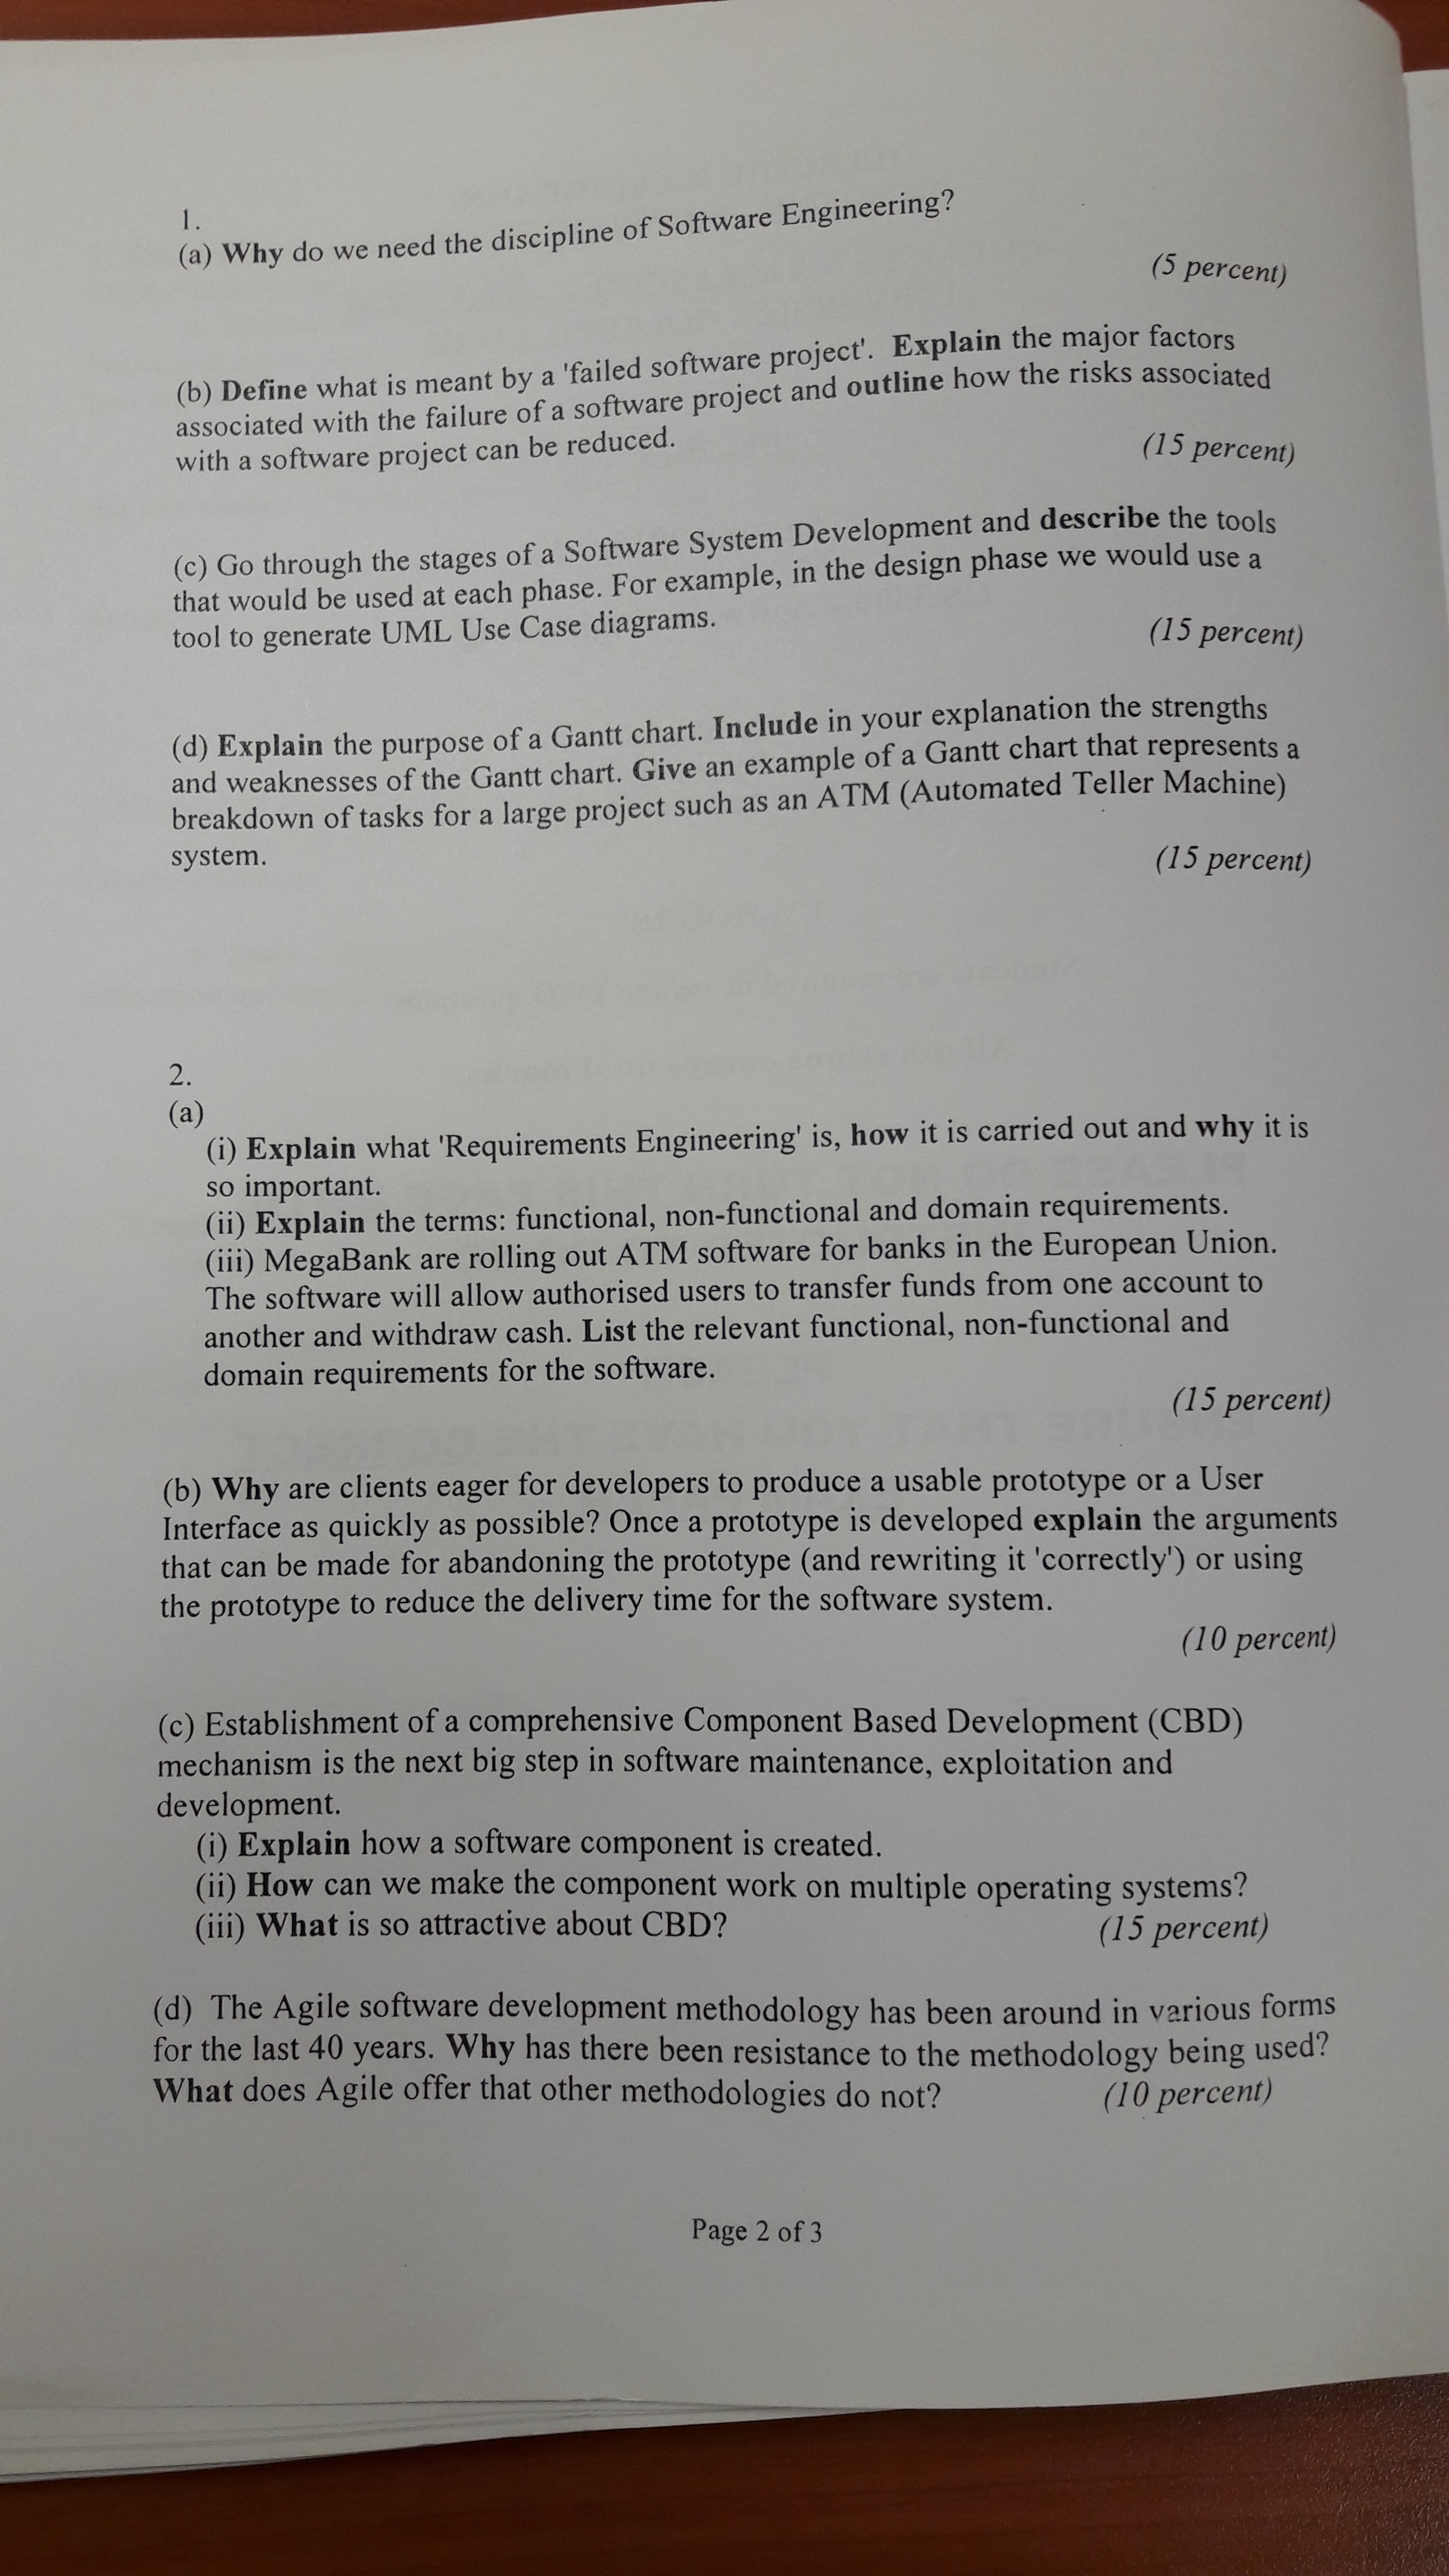 1.
(a) Why do we need the discipline of Software Engineering?
(5 percent)
(b) Define what is meant by a 'failed software project'. Explain the major factors
associated with the failure of a software project and outline how the risks associated
with a software project can be reduced.
(15 percent)
(c) Go through the stages of a Software System Development and describe the tools
that would be used at each phase. For example, in the design phase we would use a
tool to generate UML Use Case diagrams.
(15 percent)
(d) Explain the purpose of a Gantt chart. Include in your explanation the strengths
and weaknesses of the Gantt chart. Give an example of a Gantt chart that represents a
breakdown of tasks for a large project such as an ATM (Automated Teller Machine)
system.
(15 percent)
2.
(a)
(i) Explain what 'Requirements Engineering' is, how it is carried out and why it is
so important.
(ii) Explain the terms: functional, non-functional and domain requirements.
(iii) MegaBank are rolling out ATM software for banks in the European Union.
The software will allow authorised users to transfer funds from one account to
another and withdraw cash. List the relevant functional, non-functional and
domain requirements for the software.
(15 percent)
(b) Why are clients eager for developers to produce a usable prototype or a User
Interface as quickly as possible? Once a prototype is developed explain the arguments
that can be made for abandoning the prototype (and rewriting it 'correctly') or using
the prototype to reduce the delivery time for the software system.
(10 percent)
(c) Establishment of a comprehensive Component Based Development (CBD)
mechanism is the next big step in software maintenance, exploitation and
development.
(i) Explain how a software component is created.
(ii) How can we make the component work on multiple operating systems?
(iii) What is so attractive about CBD? (15 percent)
(d) The Agile software development methodology has been around in various forms
for the last 40 years. Why has there been resistance to the methodology being used?
What does Agile offer that other methodologies do not? (10 percent)
Page 2 of 3